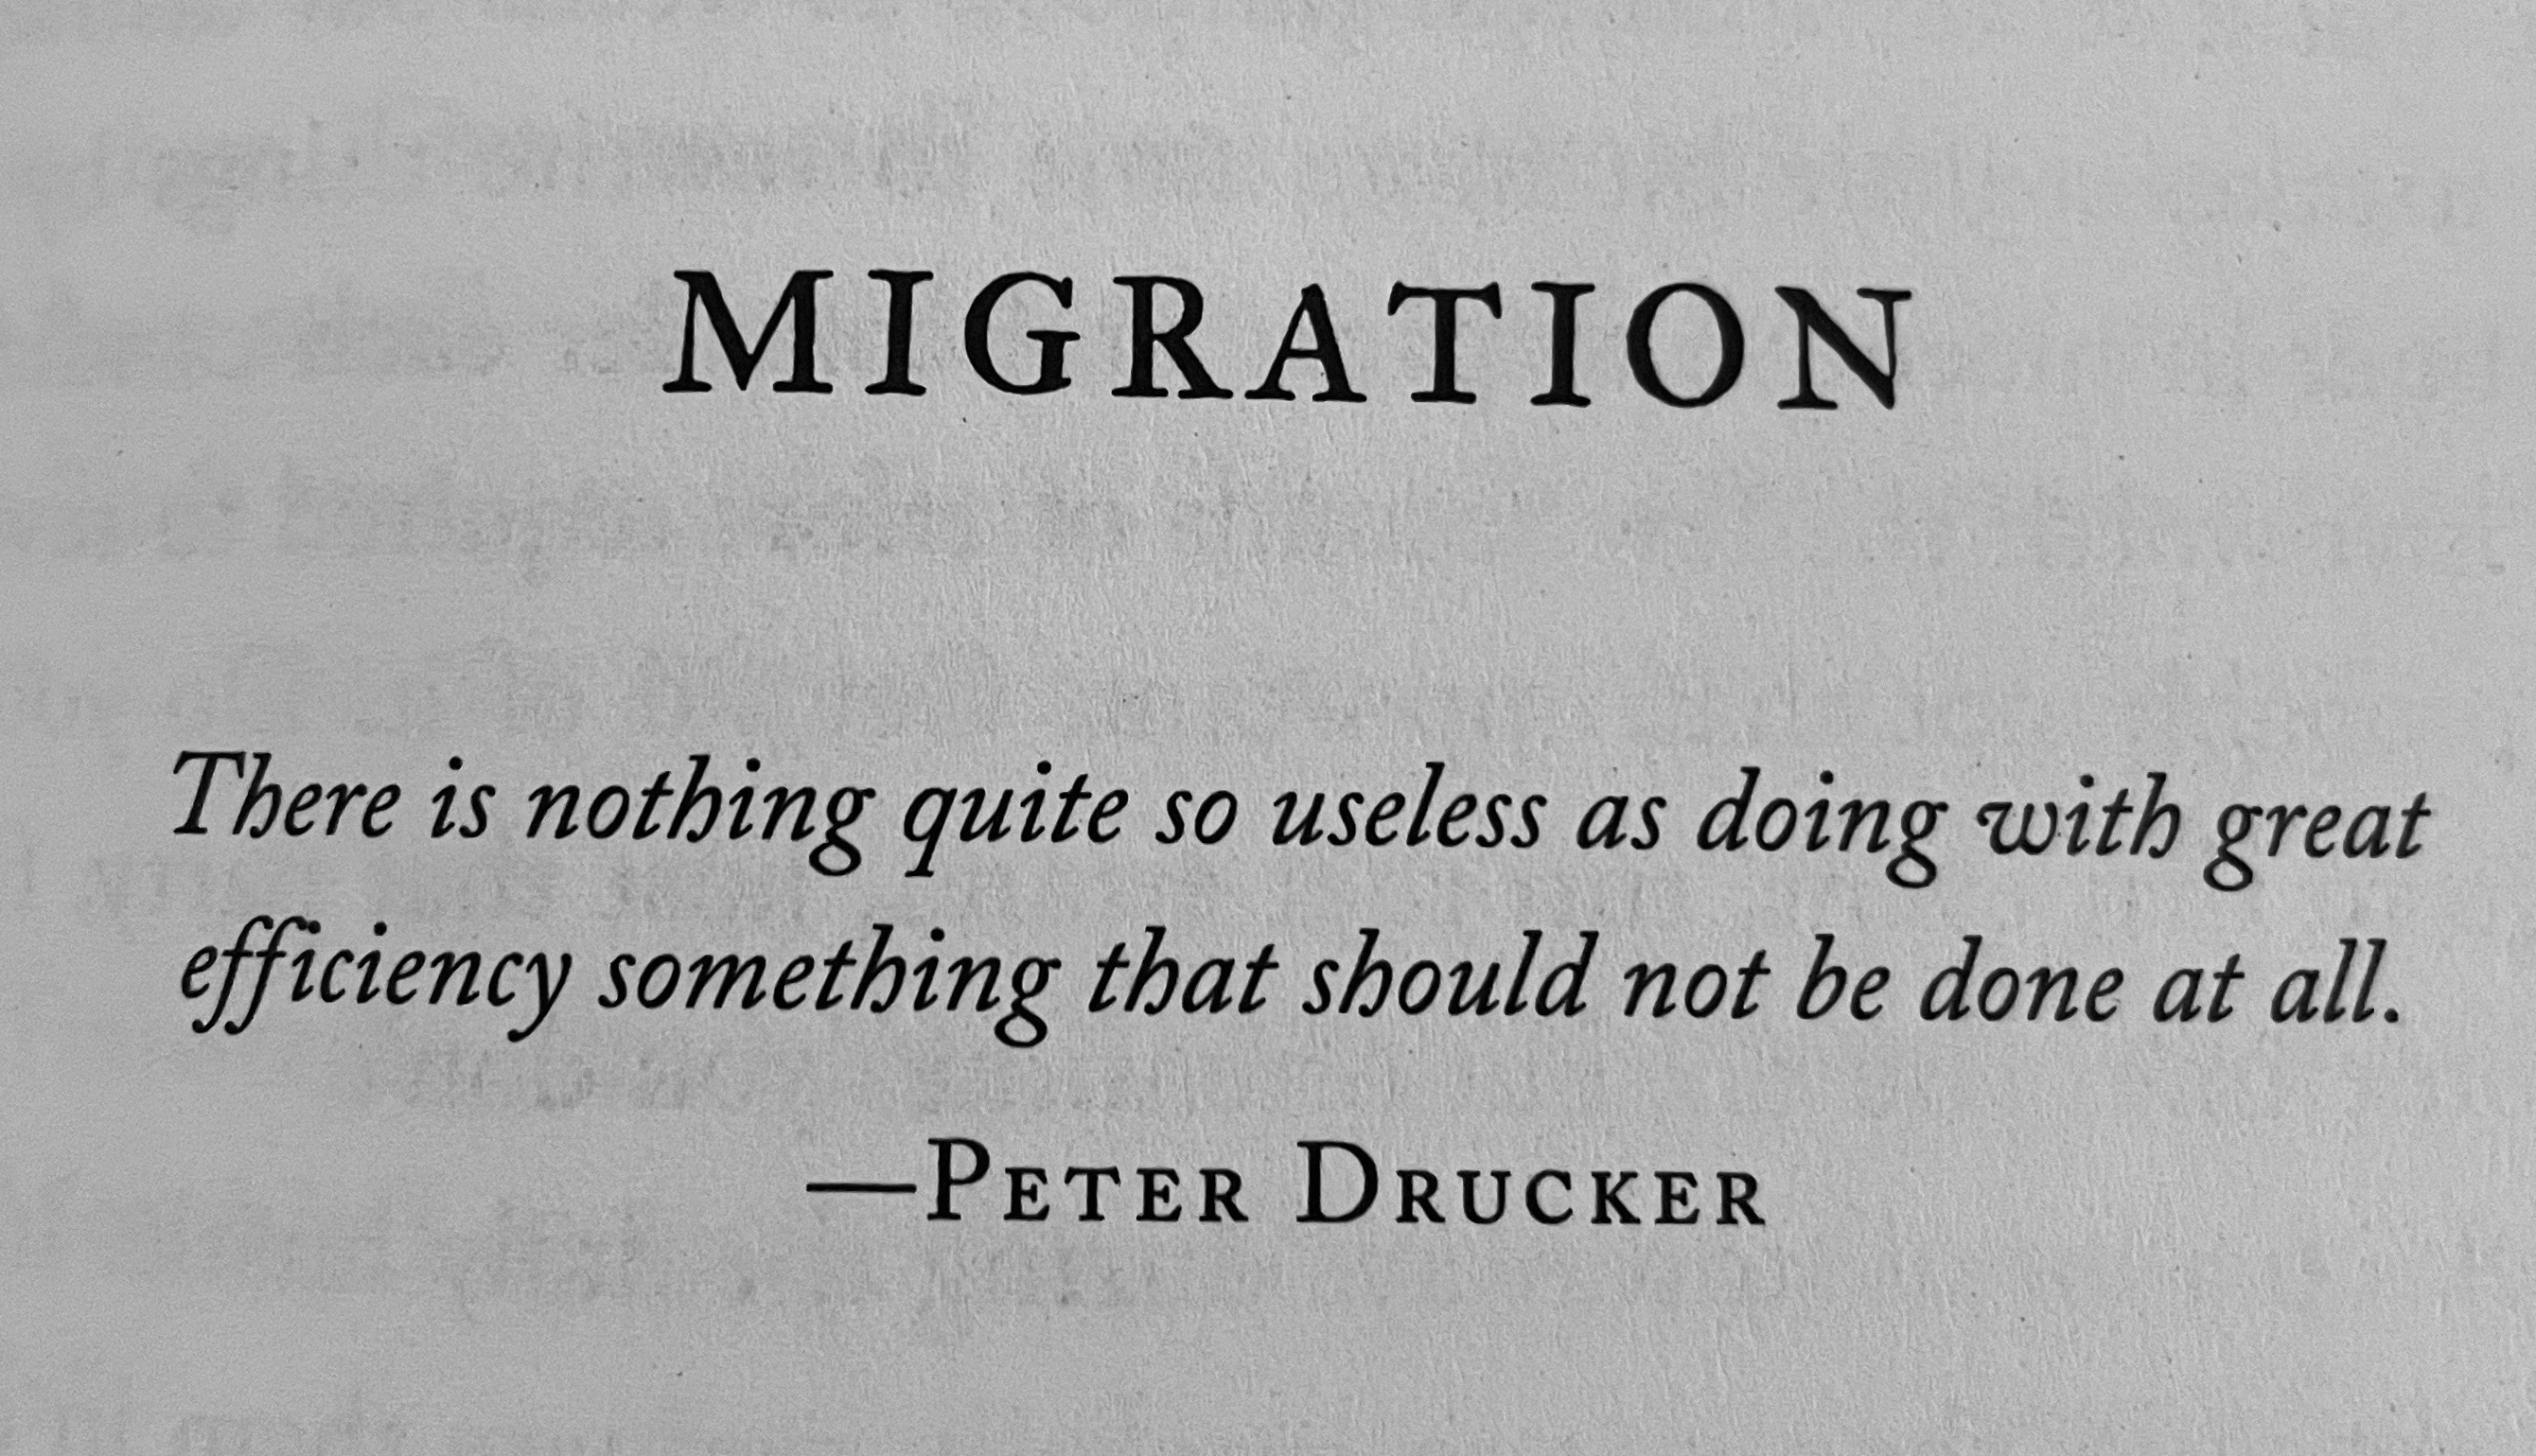 MIGRATION
There is nothing quite so useless as doing with great
efficiency something that should not be done at all.
—PETER DRUCKER